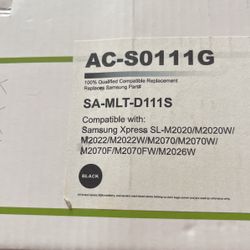 AC-S0111G
100% Qualified Compatible Replacement
Replaces Samsung Part#
SA-MLT-D111S
Compatible with:
Samsung Xpress SL-M2020/M2020W/
M2022/M2022W/M2070/M2070W/
M2070F/M2070FW/M2026W
BLACK